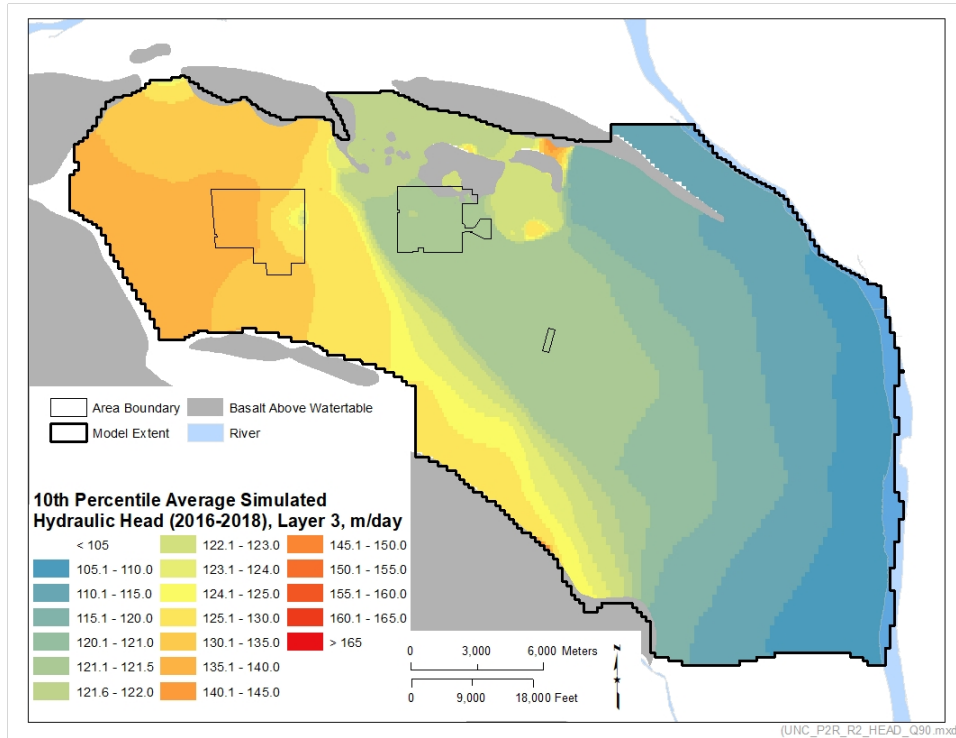 Area Boundary
Basalt Above Watertable
Model Extent
River
10th Percentile Average Simulated
Hydraulic Head (2016-2018), Layer 3, m/day
< 105
105.1 - 110.0
110.1 - 115.0
115.1 - 120.0
120.1 - 121.0
121.1 - 121.5
121.6 - 122.0
122.1 - 123.0
123.1 - 124.0
124.1 - 125.0
125.1 - 130.0
130.1 - 135.0
135.1 - 140.0
140.1 - 145.0
145.1 - 150.0
150.1 - 155.0
155.1 - 160.0
160.1 - 165.0
> 165
0 3,000 6,000 Meters
0 9,000 18,000 Feet
N
(UNC_P2R_R2_HEAD_Q90.mxd